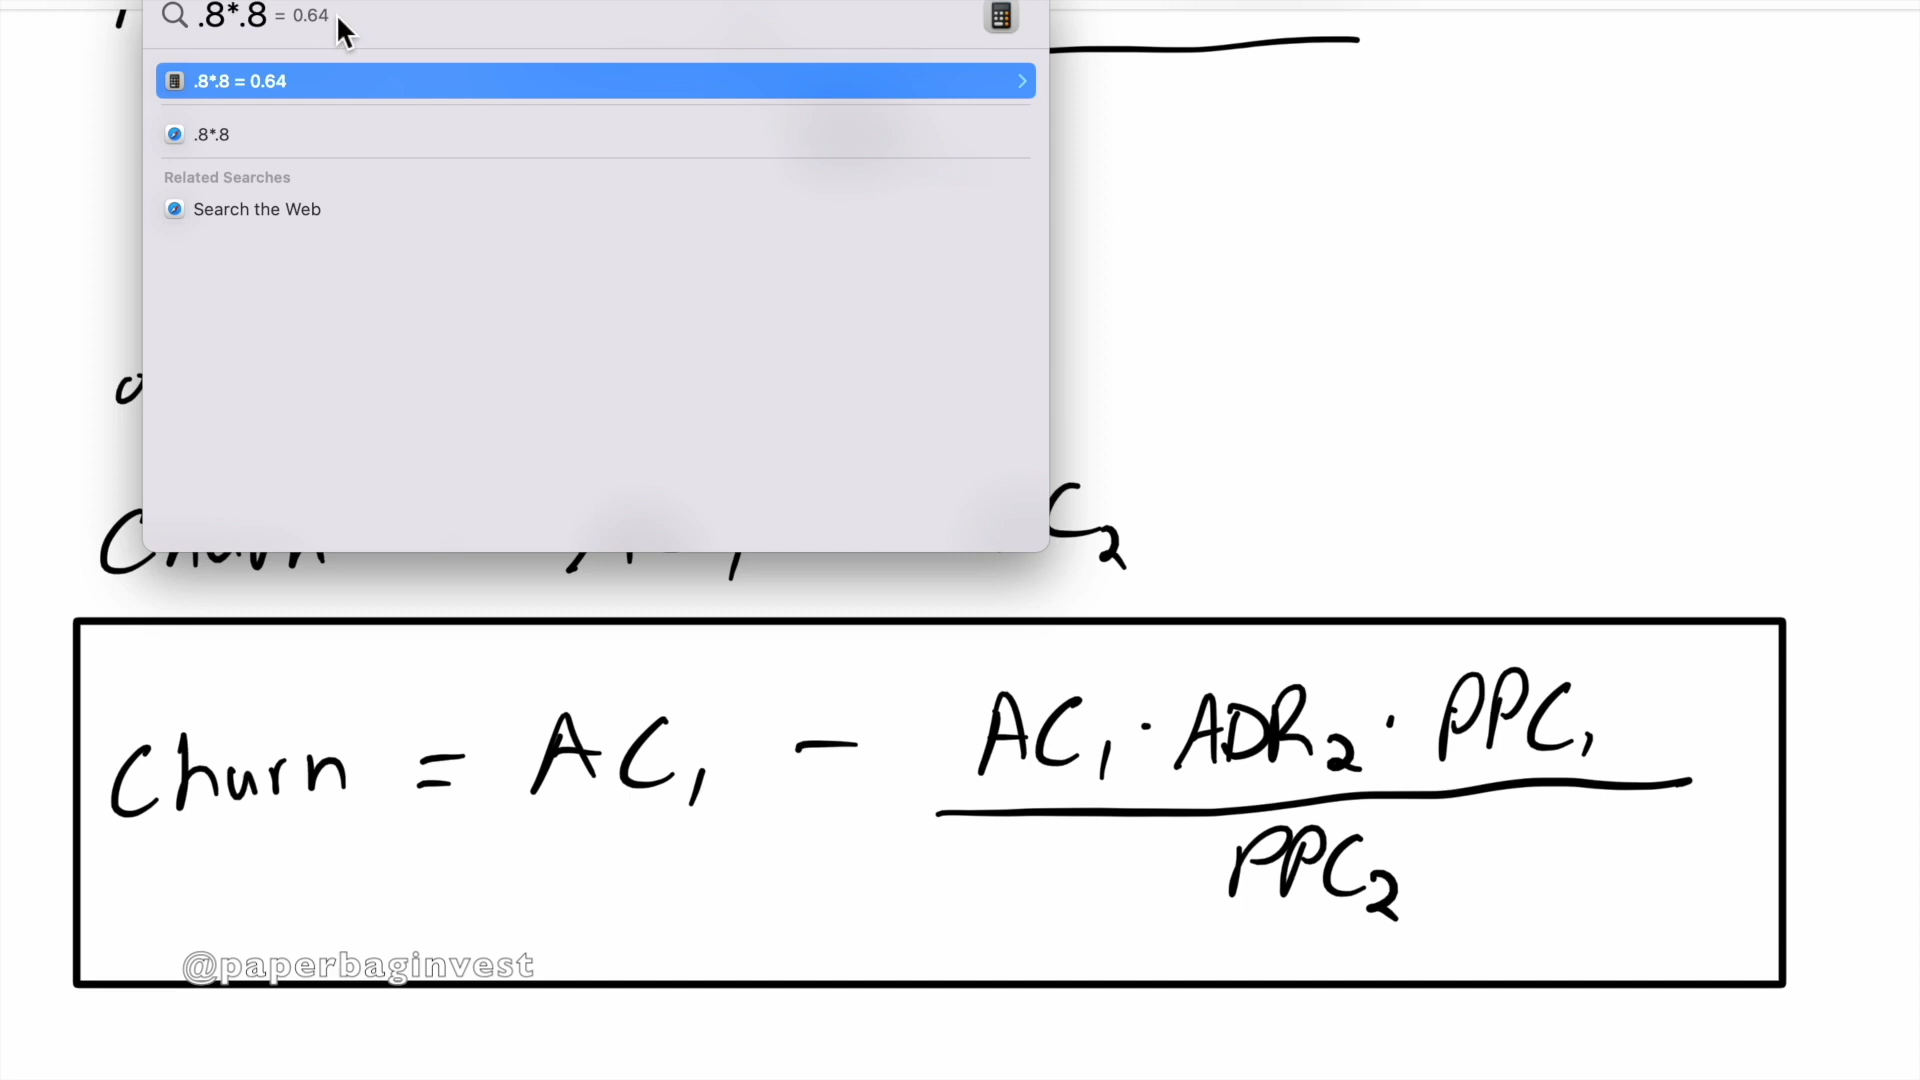 .8*.8 = 0.64
.8*.8 = 0.64
.8*.8
Related Searches
Search the Web
C₂
Churn = AC₁ − AC₁ · ADR₂ · PPC₁
PPC₂
@paperbaginvest